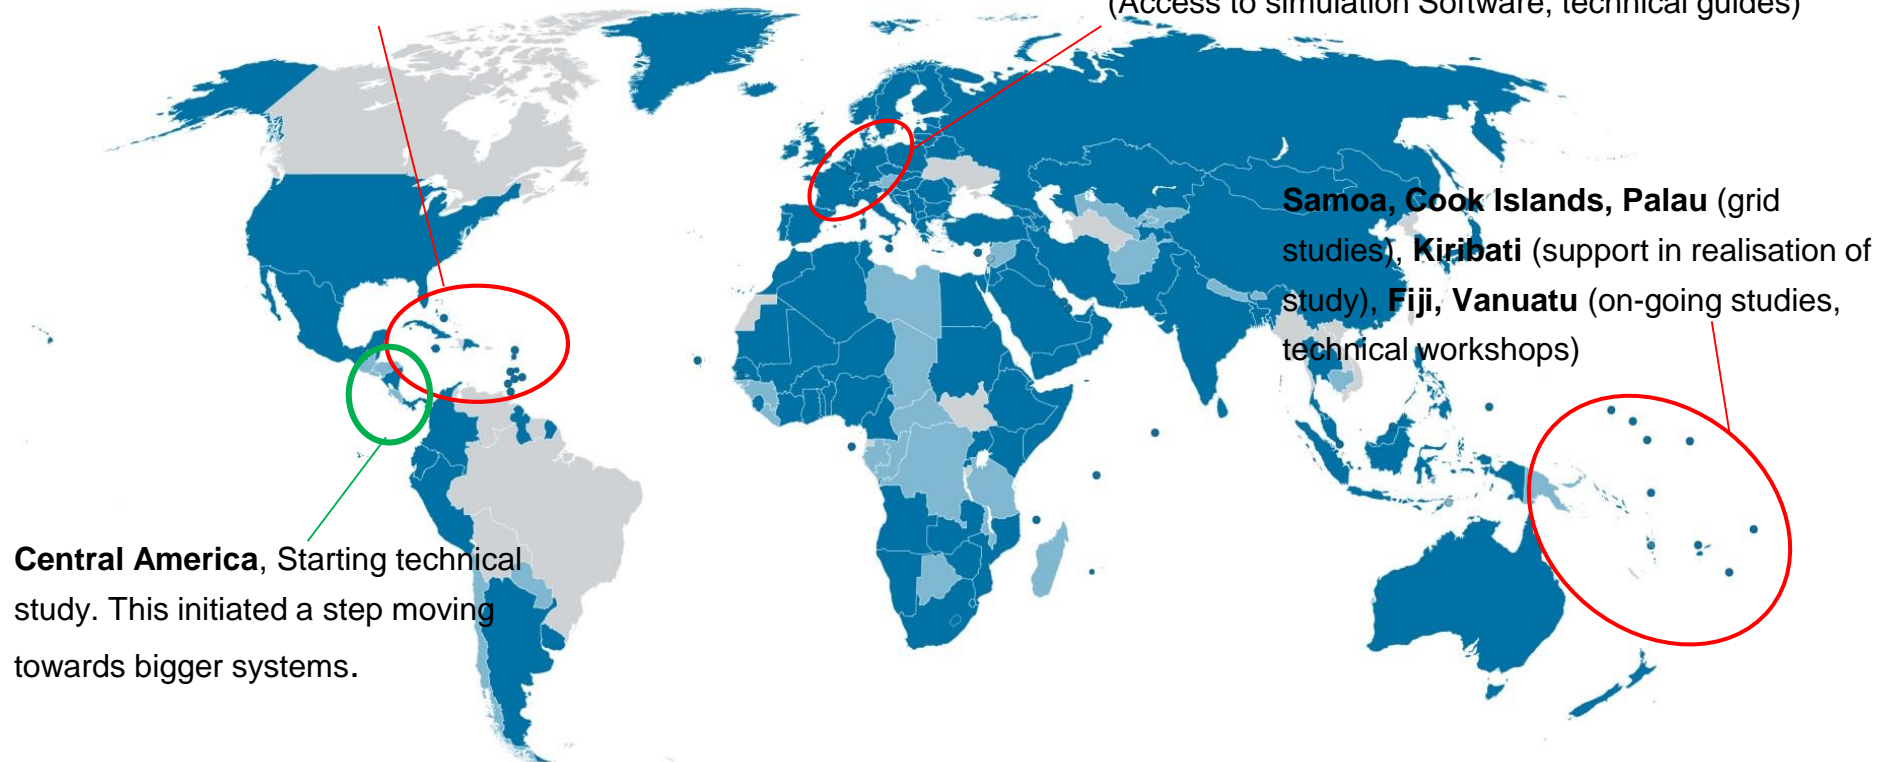 (Access to simulation Software, technical guides)
Samoa, Cook Islands, Palau (grid
studies), Kiribati (support in realisation of
study), Fiji, Vanuatu (on-going studies,
technical workshops)
Central America, Starting technical
study. This initiated a step moving
towards bigger systems.